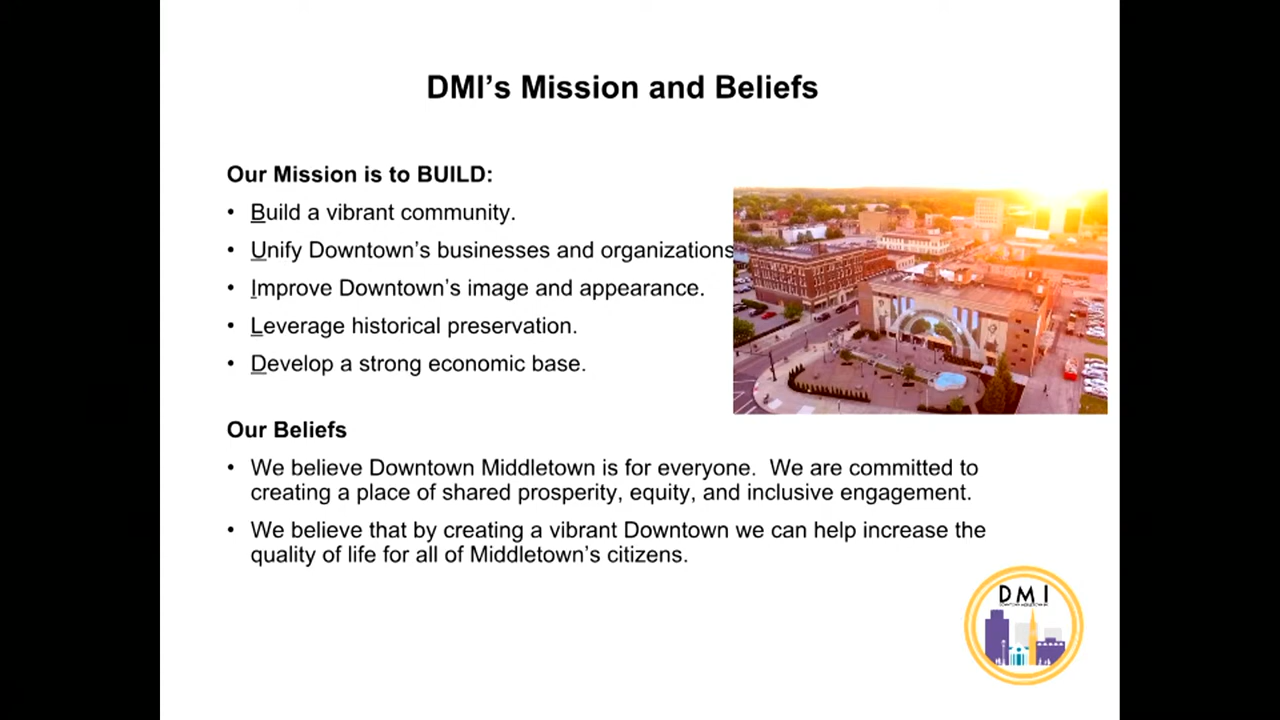 DMI's Mission and Beliefs
Our Mission is to BUILD:
• Build a vibrant community.
• Unify Downtown's businesses and organizations
• Improve Downtown's image and appearance.
• Leverage historical preservation.
• Develop a strong economic base.
Our Beliefs
• We believe Downtown Middletown is for everyone.  We are committed to
creating a place of shared prosperity, equity, and inclusive engagement.
• We believe that by creating a vibrant Downtown we can help increase the
quality of life for all of Middletown's citizens.
DMI